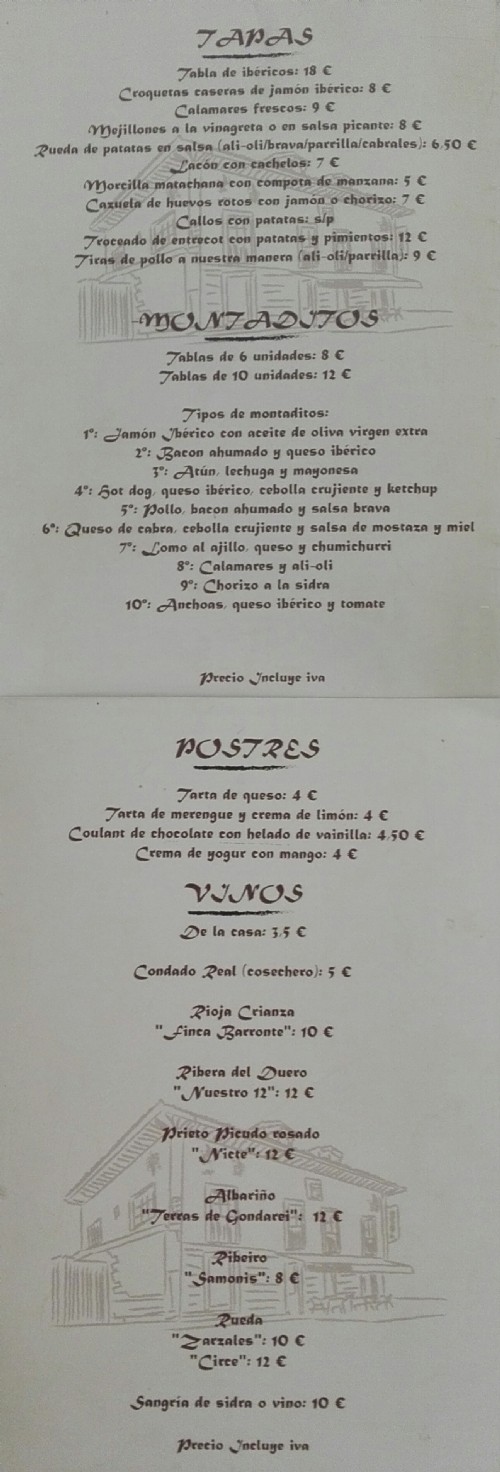 TAPAS
Tabla de ibéricos: 18 €
Croquetas caseras de jamón ibérico: 8 €
Calamares frescos: 9 €
Mejillones a la vinagreta o en salsa picante: 8 €
Rueda de patatas en salsa (ali-oli/brava/parrilla/cabrales): 6,50 €
Lacón con cachelos: 7 €
Morcilla matachana con compota de manzana: 5 €
Cazuela de huevos rotos con jamón o chorizo: 7 €
Callos con patatas: s/p
Troceado de entrecot con patatas y pimientos: 12 €
Tiras de pollo a nuestra manera (ali-oli/parrilla): 9 €
MONTADITOS
Tablas de 6 unidades: 8 €
Tablas de 10 unidades: 12 €
Tipos de montaditos:
1º: Jamón Ibérico con aceite de oliva virgen extra
2º: Bacon ahumado y queso ibérico
3º: Atún, lechuga y mayonesa
4º: Hot dog, queso ibérico, cebolla crujiente y ketchup
5º: Pollo, bacon ahumado y salsa brava
6º: Queso de cabra, cebolla crujiente y salsa de mostaza y miel
7º: Lomo al ajillo, queso y chumichurri
8º: Calamares y ali-oli
9º: Chorizo a la sidra
10º: Anchoas, queso ibérico y tomate
Precio Incluye iva
POSTRES
Tarta de queso: 4 €
Tarta de merengue y crema de limón: 4 €
Coulant de chocolate con helado de vainilla: 4,50 €
Crema de yogur con mango: 4 €
VINOS
De la casa: 3,5 €
Condado Real (cosechero): 5 €
Rioja Crianza
"Finca Barronte": 10 €
Ribera del Duero
"Nuestro 12": 12 €
Prieto Picudo rosado
"Nicte": 12 €
Albariño
"Terras de Gondarei": 12 €
Ribeiro
"Samonis": 8 €
Rueda
"Zarzales": 10 €
"Circe": 12 €
Sangría de sidra o vino: 10 €
Precio Incluye iva